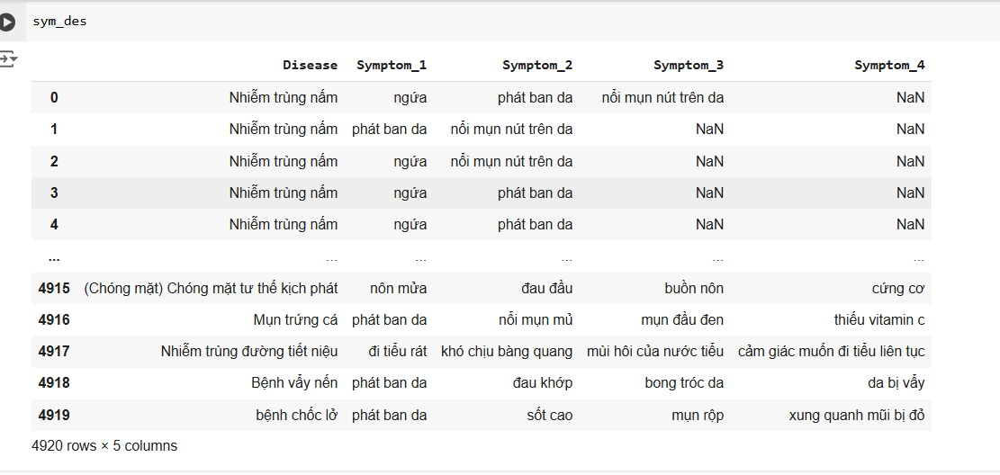 sym_des
Disease Symptom_1 Symptom_2 Symptom_3 Symptom_4
0 Nhiễm trùng nấm ngứa phát ban da nổi mụn nút trên da NaN
1 Nhiễm trùng nấm phát ban da nổi mụn nút trên da NaN NaN
2 Nhiễm trùng nấm ngứa nổi mụn nút trên da NaN NaN
3 Nhiễm trùng nấm ngứa phát ban da NaN NaN
4 Nhiễm trùng nấm ngứa phát ban da NaN NaN
... ... ... ... ... ...
4915 (Chóng mặt) Chóng mặt tư thế kịch phát nôn mửa đau đầu buồn nôn cứng cơ
4916 Mụn trứng cá phát ban da nổi mụn mủ mụn đầu đen thiếu vitamin c
4917 Nhiễm trùng đường tiết niệu đi tiểu rát khó chịu bàng quang mùi hôi của nước tiểu cảm giác muốn đi tiểu liên tục
4918 Bệnh vẩy nến phát ban da đau khớp bong tróc da da bị vẩy
4919 bệnh chốc lở phát ban da sốt cao mụn rộp xung quanh mũi bị đỏ
4920 rows × 5 columns